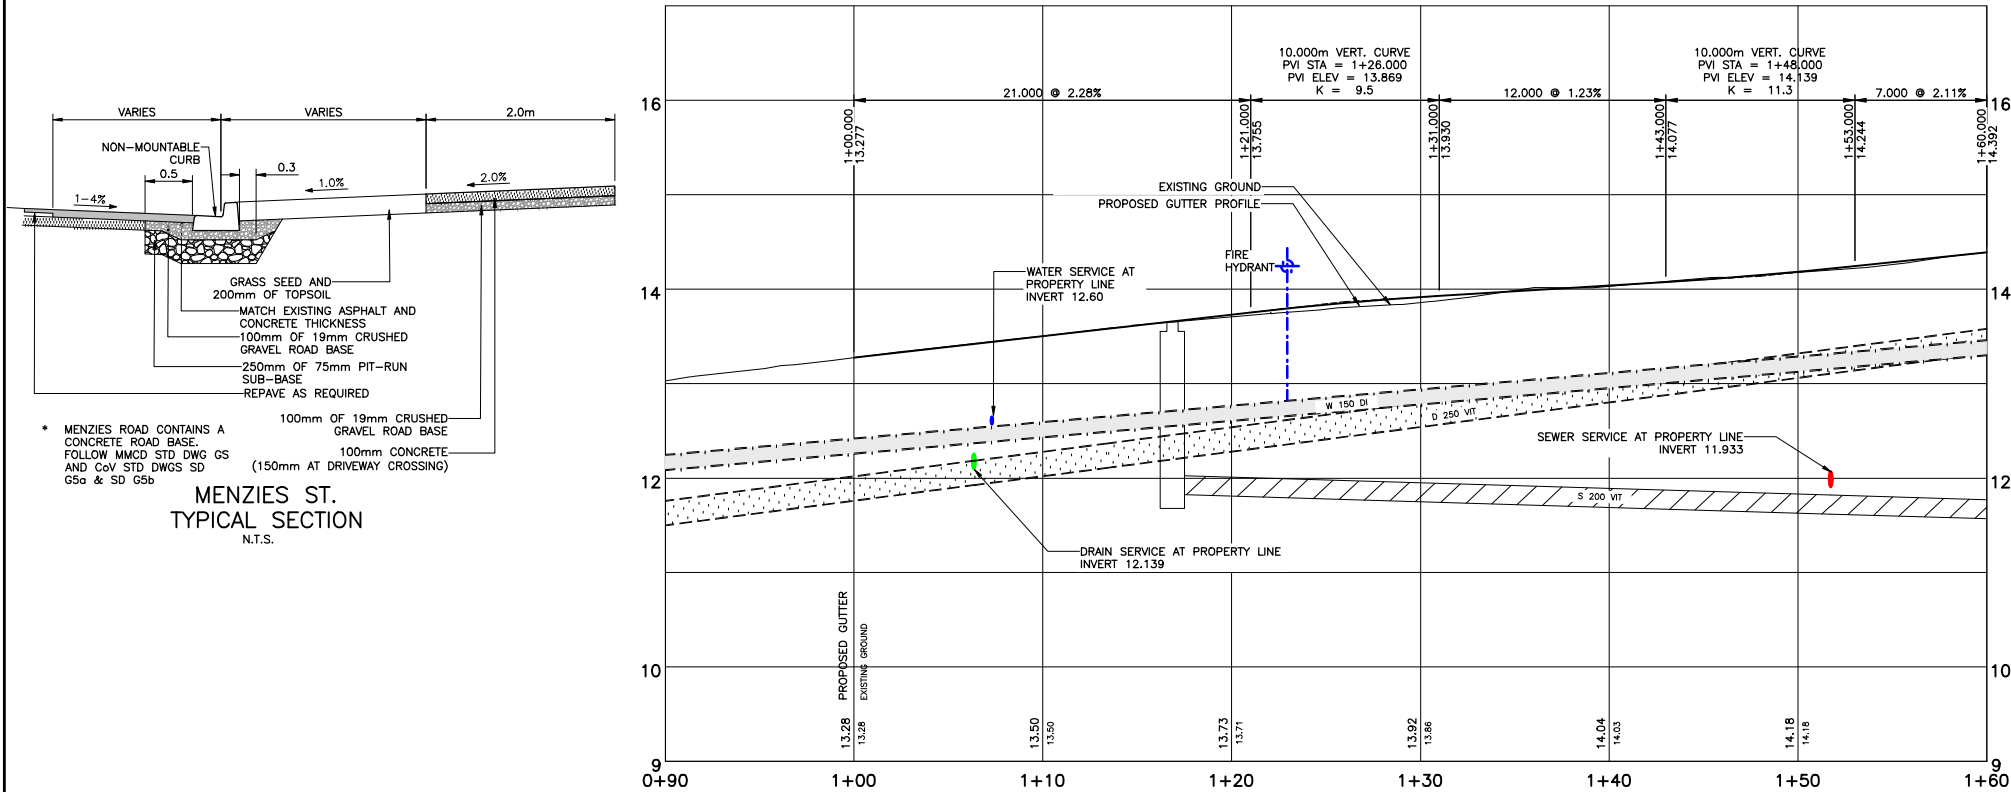 VARIES
VARIES
2.0m
NON-MOUNTABLE
CURB
0.5
0.3
1.0%
2.0%
1-4%
GRASS SEED AND
200mm OF TOPSOIL
MATCH EXISTING ASPHALT AND
CONCRETE THICKNESS
100mm OF 19mm CRUSHED
GRAVEL ROAD BASE
250mm OF 75mm PIT-RUN
SUB-BASE
REPAVE AS REQUIRED
100mm OF 19mm CRUSHED
GRAVEL ROAD BASE
100mm CONCRETE
(150mm AT DRIVEWAY CROSSING)
* MENZIES ROAD CONTAINS A
CONCRETE ROAD BASE.
FOLLOW MMCD STD DWG GS
AND CoV STD DWGS SD
G5a & SD G5b
MENZIES ST.
TYPICAL SECTION
N.T.S.
10.000m VERT. CURVE
PVI STA = 1+26.000
PVI ELEV = 13.869
K = 9.5
10.000m VERT. CURVE
PVI STA = 1+48.000
PVI ELEV = 14.139
K = 11.3
21.000 @ 2.28%
12.000 @ 1.23%
7.000 @ 2.11%
16
16
1+00.000
13.277
1+21.000
13.755
1+31.000
13.930
1+43.000
14.077
1+53.000
14.244
1+60.000
14.392
EXISTING GROUND
PROPOSED GUTTER PROFILE
FIRE
HYDRANT
WATER SERVICE AT
PROPERTY LINE
INVERT 12.60
14
14
W 150 DI
D 250 VIT
SEWER SERVICE AT PROPERTY LINE
INVERT 11.933
12
12
S 200 VIT
DRAIN SERVICE AT PROPERTY LINE
INVERT 12.139
PROPOSED GUTTER
EXISTING GROUND
10
10
13.28
13.28
13.50
13.50
13.73
13.71
13.92
13.86
14.04
14.03
14.18
14.18
9
9
0+90
1+00
1+10
1+20
1+30
1+40
1+50
1+60